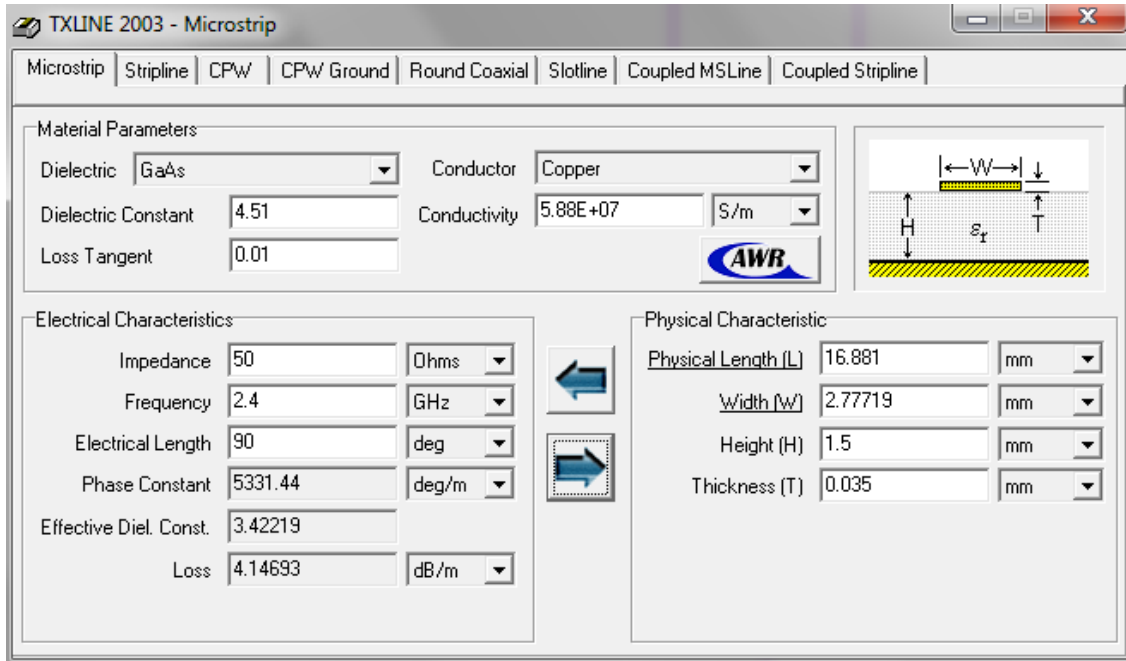 TXLINE 2003 - Microstrip
Microstrip Stripline CPW CPW Ground Round Coaxial Slotline Coupled MSLine Coupled Stripline
Material Parameters
Dielectric GaAs Conductor Copper
Dielectric Constant 4.51 Conductivity 5.88E+07 S/m
Loss Tangent 0.01
AWR
W
T
H
εr
Electrical Characteristics
Impedance 50 Ohms
Frequency 2.4 GHz
Electrical Length 90 deg
Phase Constant 5331.44 deg/m
Effective Diel. Const. 3.42219
Loss 4.14693 dB/m
Physical Characteristic
Physical Length (L) 16.881 mm
Width (W) 2.77719 mm
Height (H) 1.5 mm
Thickness (T) 0.035 mm